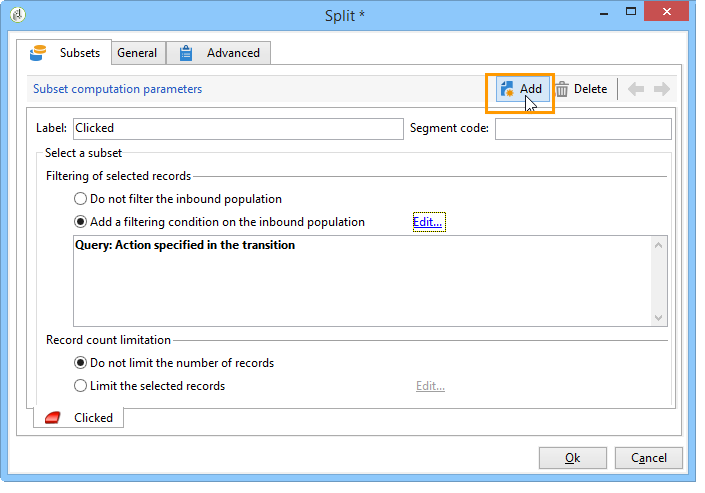 Split *
Subsets General Advanced
Subset computation parameters Add Delete
Label: Clicked Segment code:
Select a subset
Filtering of selected records
Do not filter the inbound population
Add a filtering condition on the inbound population Edit...
Query: Action specified in the transition
Record count limitation
Do not limit the number of records
Limit the selected records Edit...
Clicked
Ok Cancel